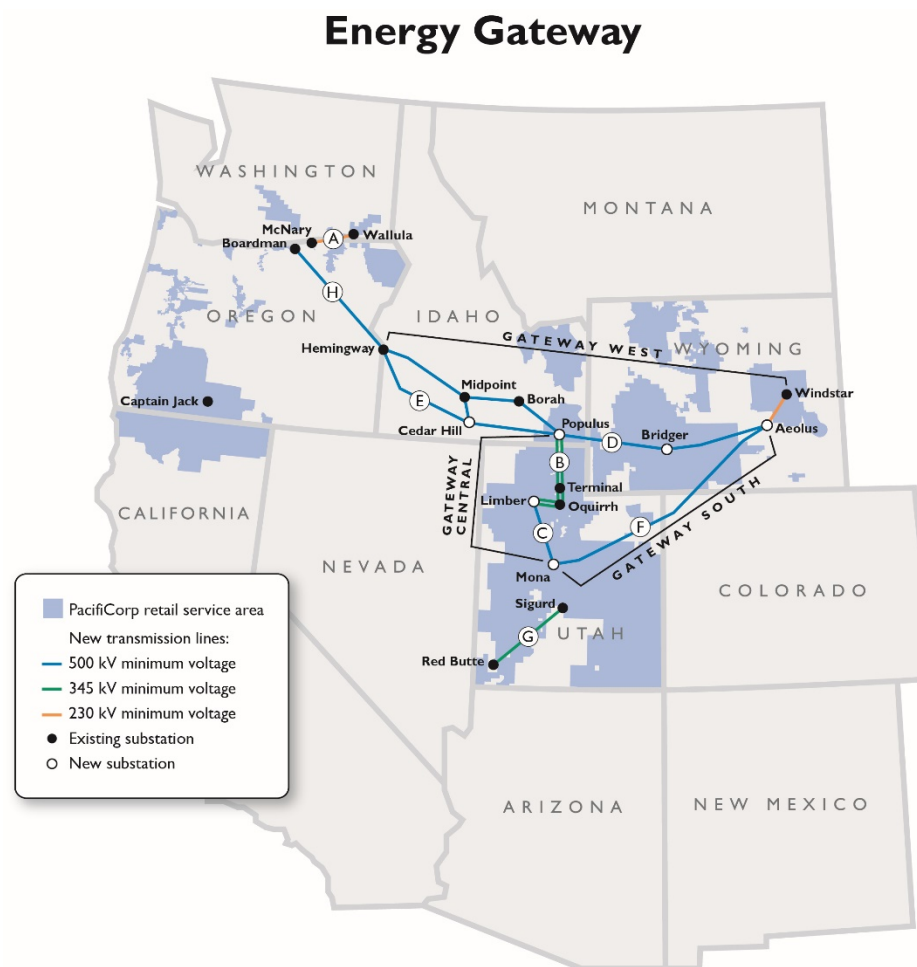 Energy Gateway
WASHINGTON
MONTANA
McNary
A
Wallula
Boardman
H
OREGON
IDAHO
GATEWAY WEST
WYOMING
Hemingway
Midpoint
Borah
Windstar
Captain Jack
E
Cedar Hill
Populus
D
Bridger
Aeolus
B
GATEWAY
CENTRAL
Terminal
Limber
Oquirrh
CALIFORNIA
C
F
GATEWAY SOUTH
NEVADA
Mona
COLORADO
Sigurd
UTAH
G
Red Butte
PacifiCorp retail service area
New transmission lines:
500 kV minimum voltage
345 kV minimum voltage
230 kV minimum voltage
Existing substation
New substation
ARIZONA
NEW MEXICO